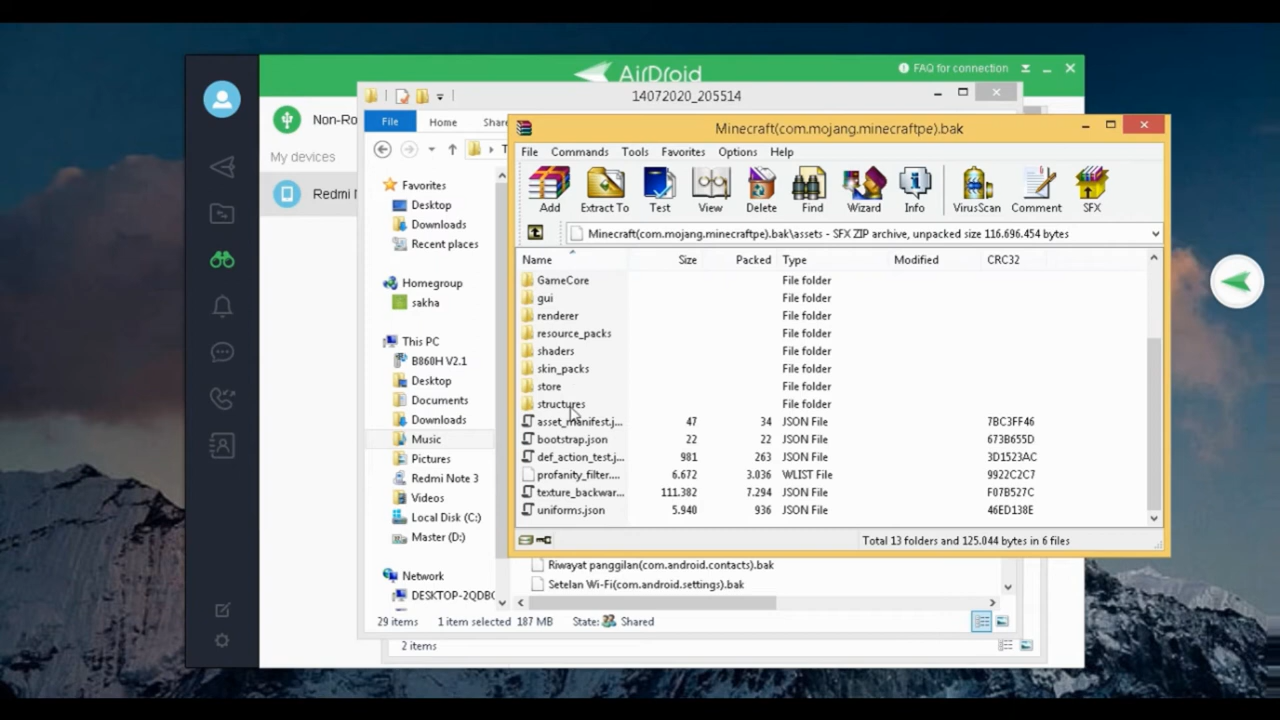 AirDroid
FAQ for connection
Non-Ro
My devices
Redmi
14072020_205514
File Home Shar
Favorites
Desktop
Downloads
Recent places
Homegroup
sakha
This PC
B860H V2.1
Desktop
Documents
Downloads
Music
Pictures
Redmi Note 3
Videos
Local Disk (C:)
Master (D:)
Network
DESKTOP-2QDB
Minecraft(com.mojang.minecraftpe).bak
File Commands Tools Favorites Options Help
Add Extract To Test View Delete Find Wizard Info VirusScan Comment SFX
Minecraft(com.mojang.minecraftpe).bak\assets - SFX ZIP archive, unpacked size 116.696.454 bytes
Name Size Packed Type Modified CRC32
GameCore File folder
gui File folder
renderer File folder
resource_packs File folder
shaders File folder
skin_packs File folder
store File folder
structures File folder
asset_manifest.j... 47 34 JSON File 7BC3FF46
bootstrap.json 22 22 JSON File 673B655D
def_action_test.j... 981 263 JSON File 3D1523AC
profanity_filter.... 6.672 3.036 WLIST File 9922C2C7
texture_backwar... 111.382 7.294 JSON File F07B527C
uniforms.json 5.940 936 JSON File 46ED138E
Total 13 folders and 125.044 bytes in 6 files
Riwayat panggilan(com.android.contacts).bak
Setelan Wi-Fi(com.android.settings).bak
29 items 1 item selected 187 MB State: Shared
2 items